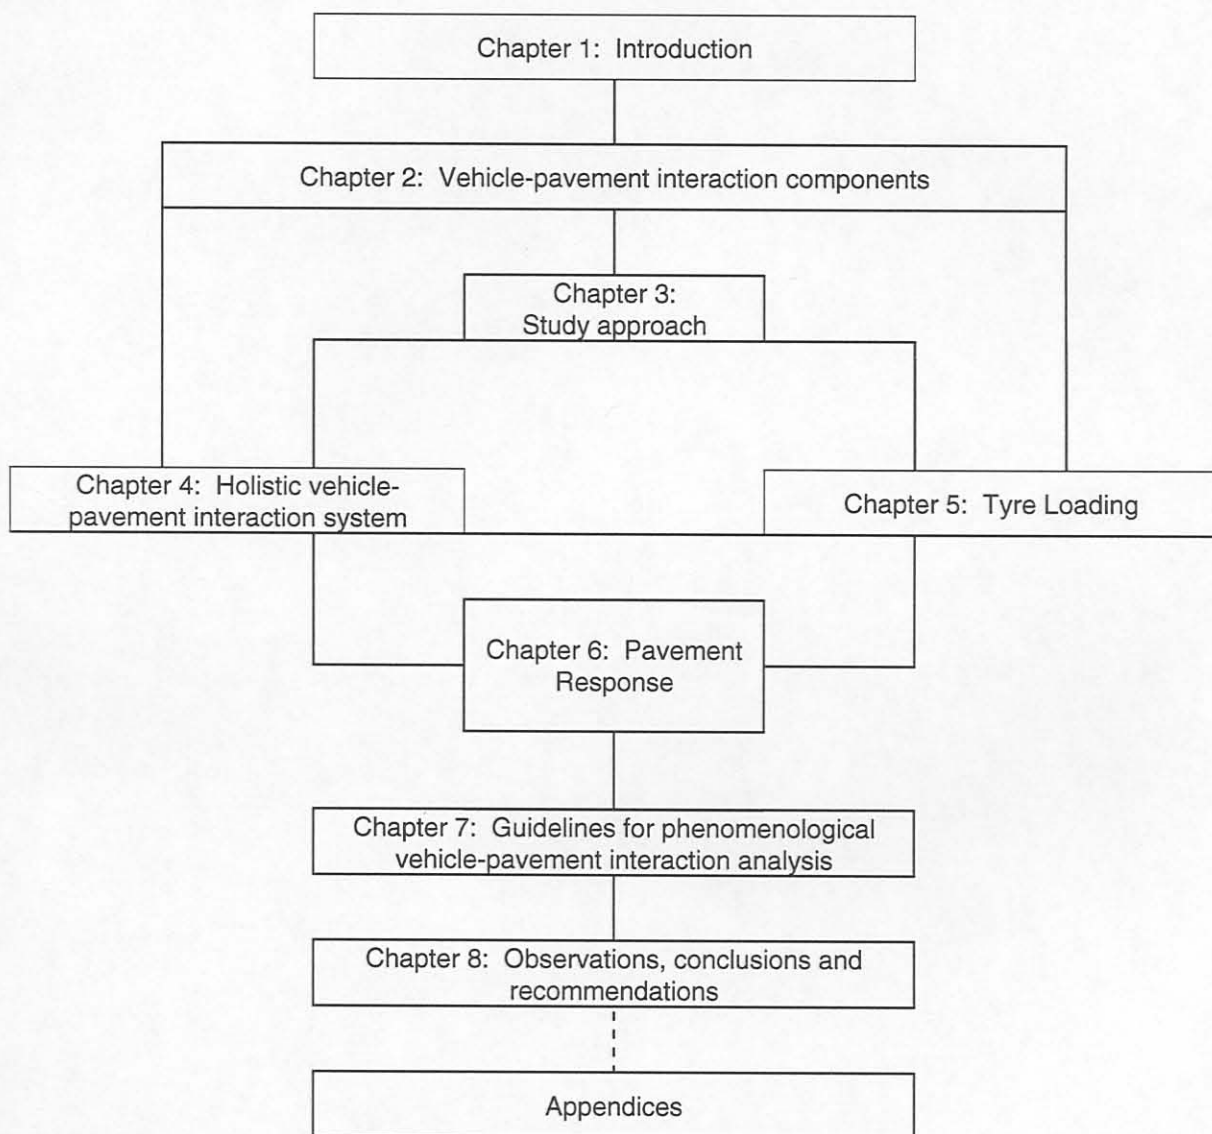 Chapter 1: Introduction
Chapter 2: Vehicle-pavement interaction components
Chapter 3:
Study approach
Chapter 4: Holistic vehicle-
pavement interaction system
Chapter 5: Tyre Loading
Chapter 6: Pavement
Response
Chapter 7: Guidelines for phenomenological
vehicle-pavement interaction analysis
Chapter 8: Observations, conclusions and
recommendations
Appendices